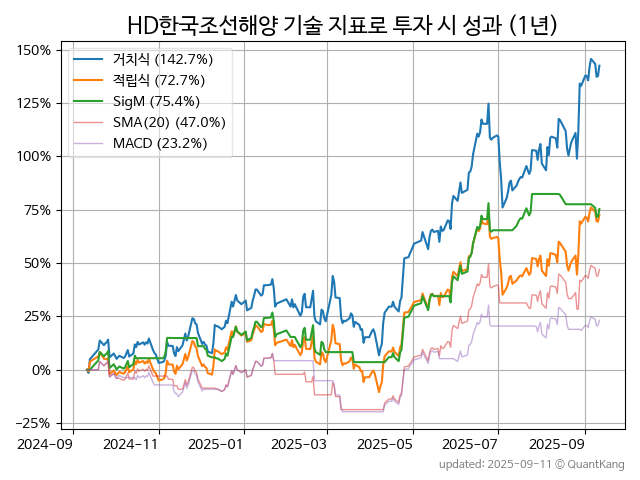 HD한국조선해양 기술 지표로 투자 시 성과 (1년)
150%
125%
100%
75%
50%
25%
0%
−25%
거치식 (142.7%)
적립식 (72.7%)
SigM (75.4%)
SMA(20) (47.0%)
MACD (23.2%)
2024-09
2024-11
2025-01
2025-03
2025-05
2025-07
2025-09
updated: 2025-09-11 © QuantKang